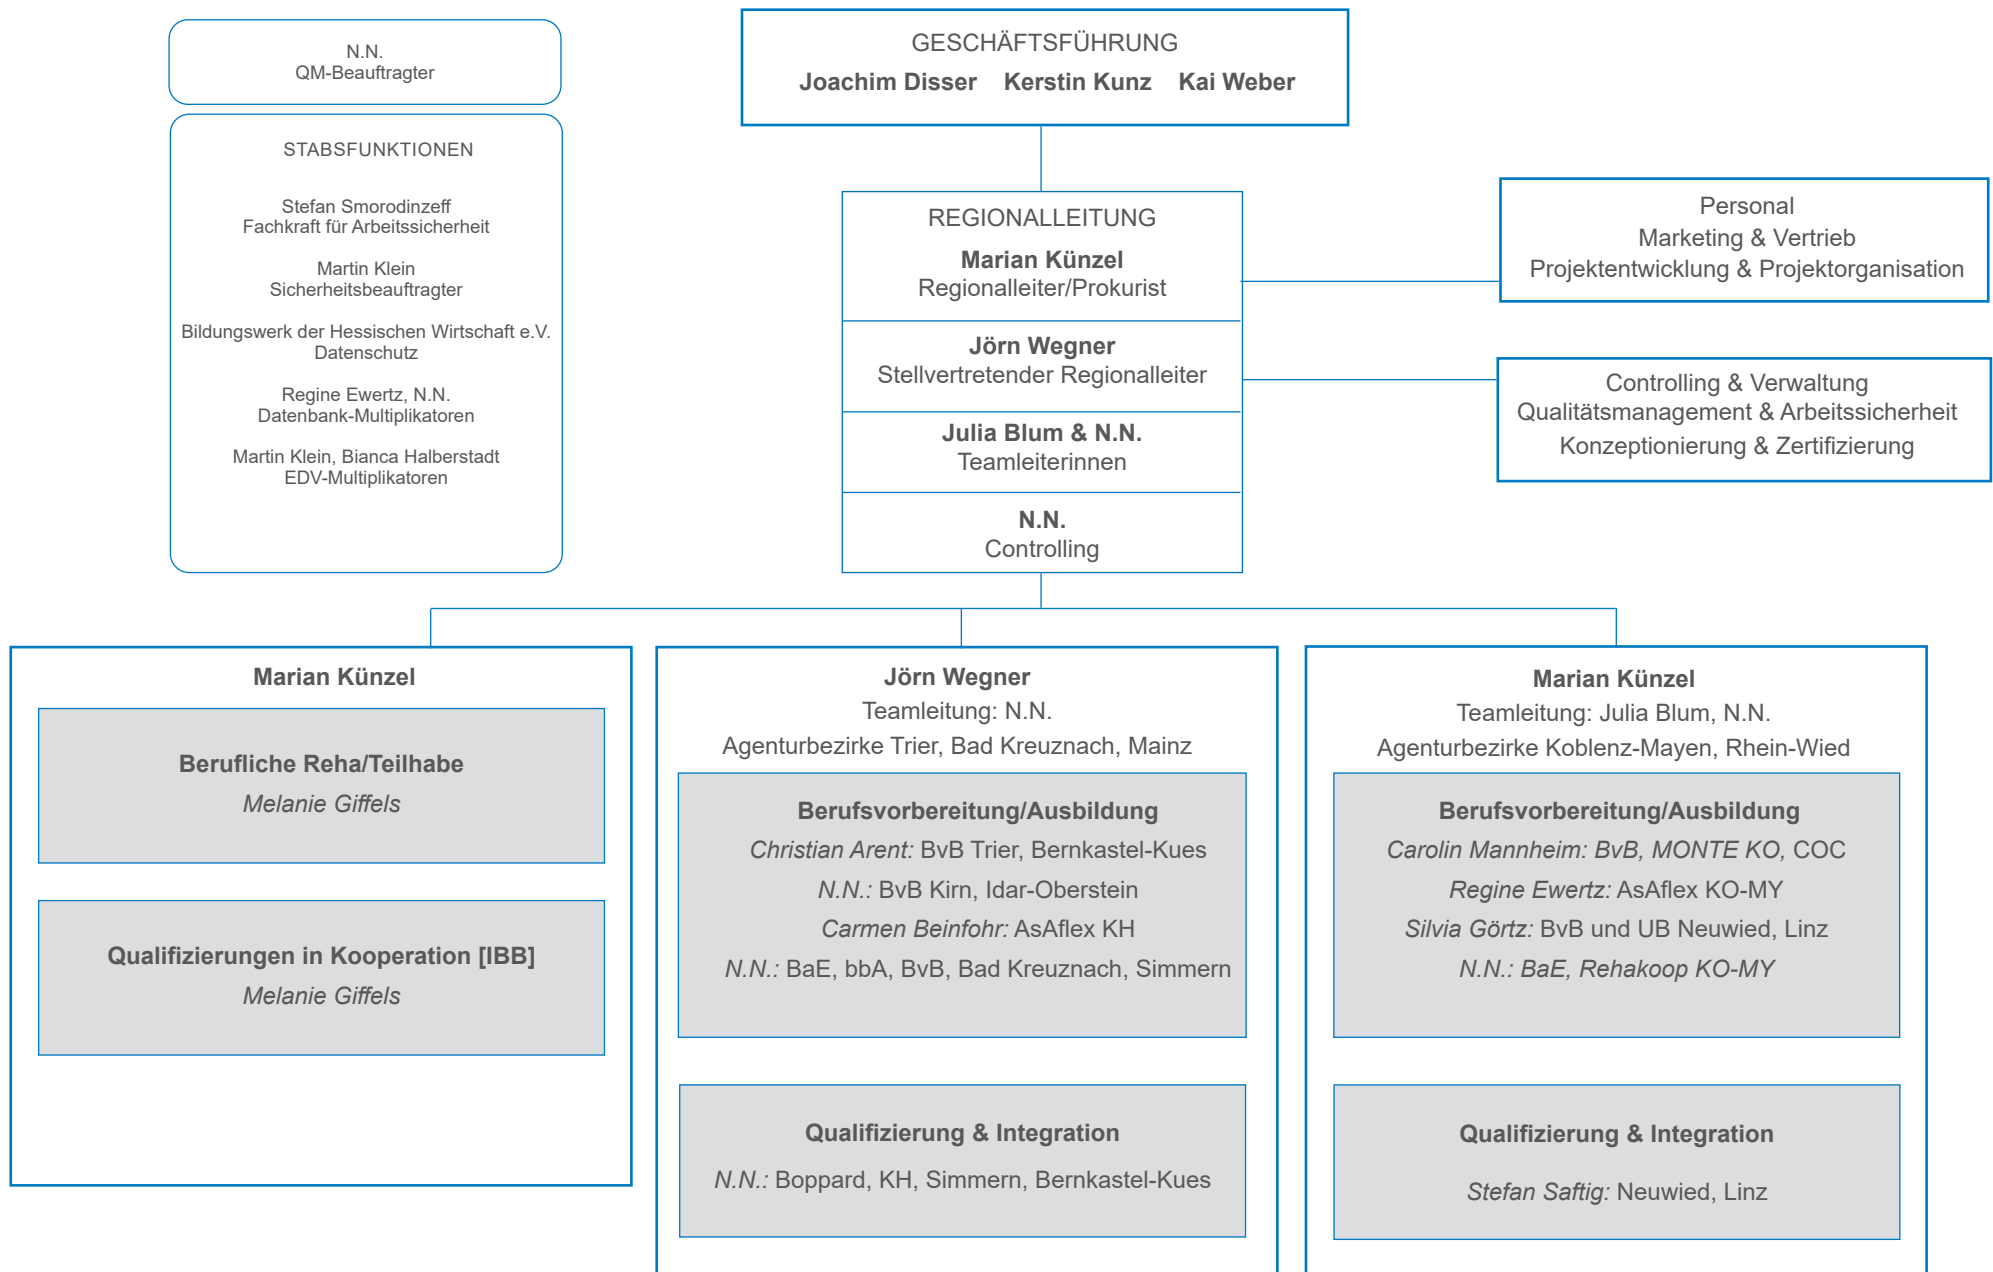 N.N.
QM-Beauftragter
STABSFUNKTIONEN
Stefan Smorodinzeff
Fachkraft für Arbeitssicherheit
Martin Klein
Sicherheitsbeauftragter
Bildungswerk der Hessischen Wirtschaft e.V.
Datenschutz
Regine Ewertz, N.N.
Datenbank-Multiplikatoren
Martin Klein, Bianca Halberstadt
EDV-Multiplikatoren
GESCHÄFTSFÜHRUNG
Joachim Disser Kerstin Kunz Kai Weber
REGIONALLEITUNG
Marian Künzel
Regionalleiter/Prokurist
Jörn Wegner
Stellvertretender Regionalleiter
Julia Blum & N.N.
Teamleiterinnen
N.N.
Controlling
Personal
Marketing & Vertrieb
Projektentwicklung & Projektorganisation
Controlling & Verwaltung
Qualitätsmanagement & Arbeitssicherheit
Konzeptionierung & Zertifizierung
Marian Künzel
Berufliche Reha/Teilhabe
Melanie Giffels
Qualifizierungen in Kooperation [IBB]
Melanie Giffels
Jörn Wegner
Teamleitung: N.N.
Agenturbezirke Trier, Bad Kreuznach, Mainz
Berufsvorbereitung/Ausbildung
Christian Arent: BvB Trier, Bernkastel-Kues
N.N.: BvB Kirn, Idar-Oberstein
Carmen Beinfohr: AsAflex KH
N.N.: BaE, bbA, BvB, Bad Kreuznach, Simmern
Qualifizierung & Integration
N.N.: Boppard, KH, Simmern, Bernkastel-Kues
Marian Künzel
Teamleitung: Julia Blum, N.N.
Agenturbezirke Koblenz-Mayen, Rhein-Wied
Berufsvorbereitung/Ausbildung
Carolin Mannheim: BvB, MONTE KO, COC
Regine Ewertz: AsAflex KO-MY
Silvia Görtz: BvB und UB Neuwied, Linz
N.N.: BaE, Rehakoop KO-MY
Qualifizierung & Integration
Stefan Saftig: Neuwied, Linz